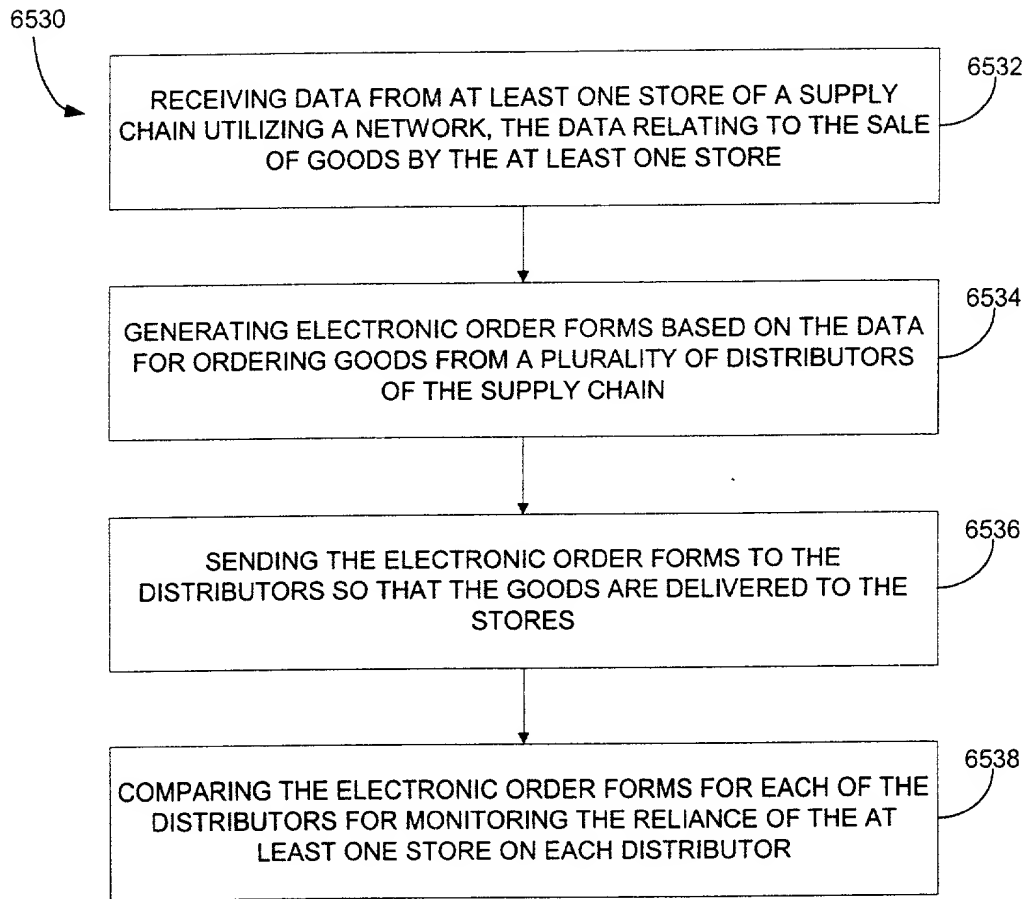 6530
6532
RECEIVING DATA FROM AT LEAST ONE STORE OF A SUPPLY
CHAIN UTILIZING A NETWORK, THE DATA RELATING TO THE SALE
OF GOODS BY THE AT LEAST ONE STORE
6534
GENERATING ELECTRONIC ORDER FORMS BASED ON THE DATA
FOR ORDERING GOODS FROM A PLURALITY OF DISTRIBUTORS
OF THE SUPPLY CHAIN
6536
SENDING THE ELECTRONIC ORDER FORMS TO THE
DISTRIBUTORS SO THAT THE GOODS ARE DELIVERED TO THE
STORES
6538
COMPARING THE ELECTRONIC ORDER FORMS FOR EACH OF THE
DISTRIBUTORS FOR MONITORING THE RELIANCE OF THE AT
LEAST ONE STORE ON EACH DISTRIBUTOR